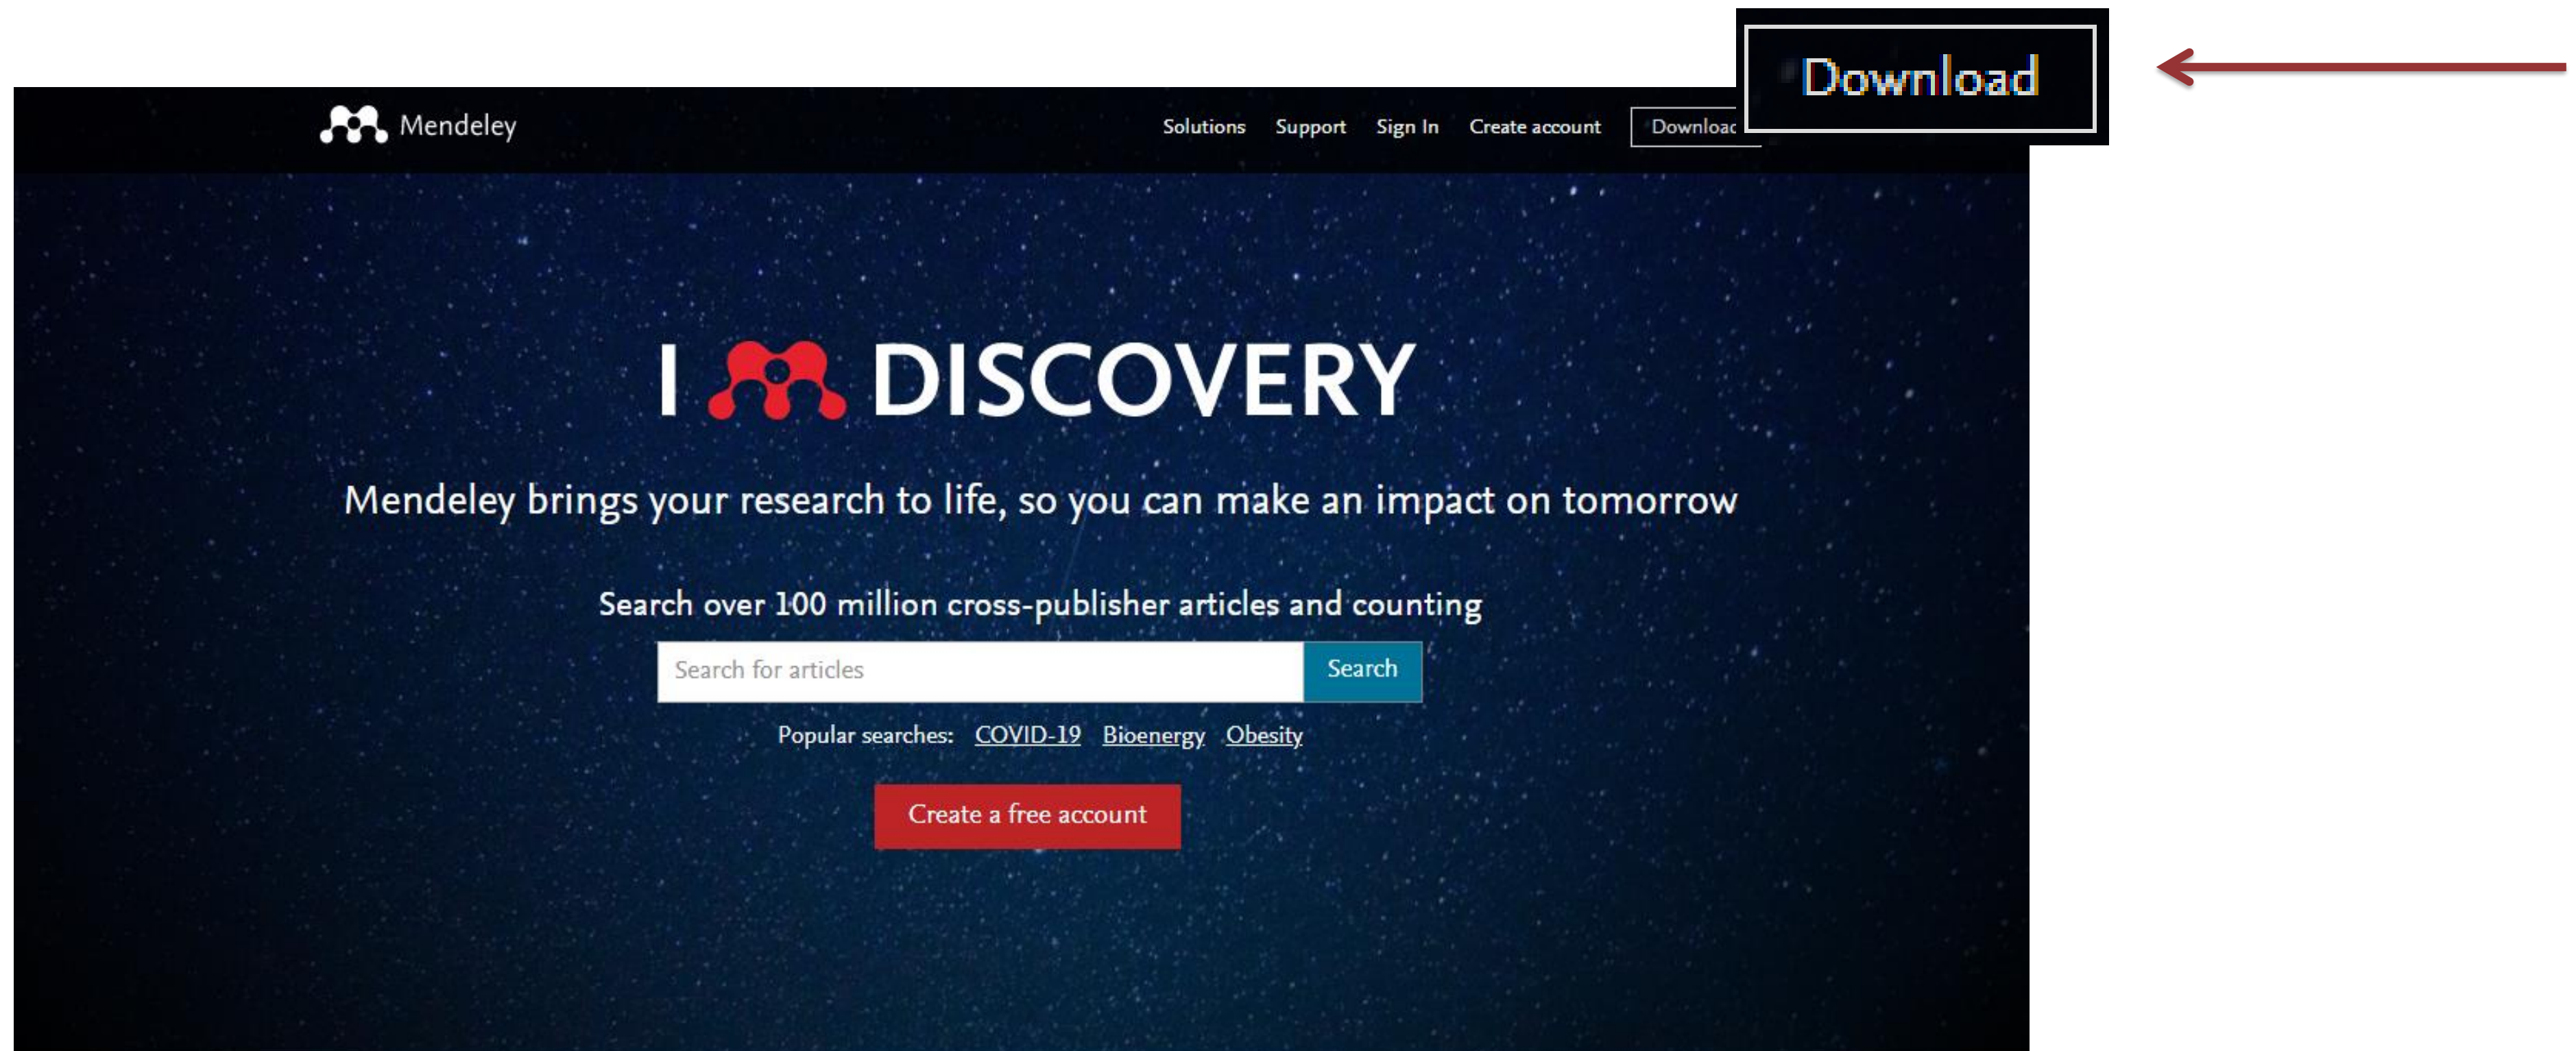 Download
Mendeley
Solutions Support Sign In Create account Download
I DISCOVERY
Mendeley brings your research to life, so you can make an impact on tomorrow
Search over 100 million cross-publisher articles and counting
Search for articles Search
Popular searches: COVID-19 Bioenergy Obesity
Create a free account